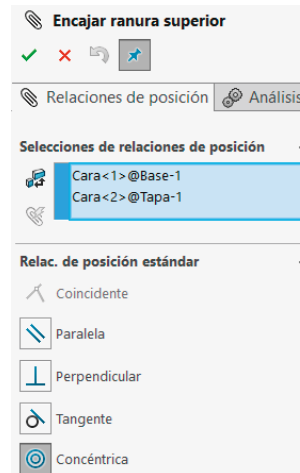 Encajar ranura superior
Relaciones de posición Análisis
Selecciones de relaciones de posición
Cara<1>@Base-1
Cara<2>@Tapa-1
Relac. de posición estándar
Coincidente
Paralela
Perpendicular
Tangente
Concéntrica